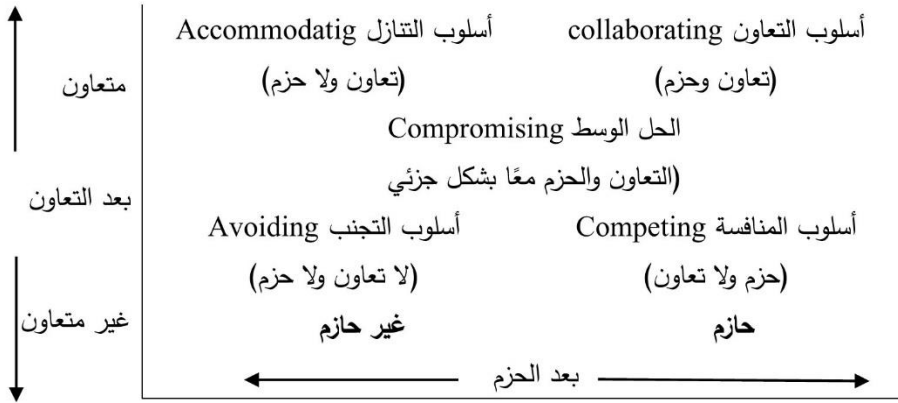 أسلوب التعاون collaborating أسلوب التنازل Accommodatig
متعاون (تعاون وحزم) (تعاون ولا حزم)
الحل الوسط Compromising
(التعاون والحزم معًا بشكل جزئي
بعد التعاون
أسلوب المنافسة Competing أسلوب التجنب Avoiding
(حزم ولا تعاون) (لا تعاون ولا حزم)
حازم غير حازم غير متعاون
بعد الحزم